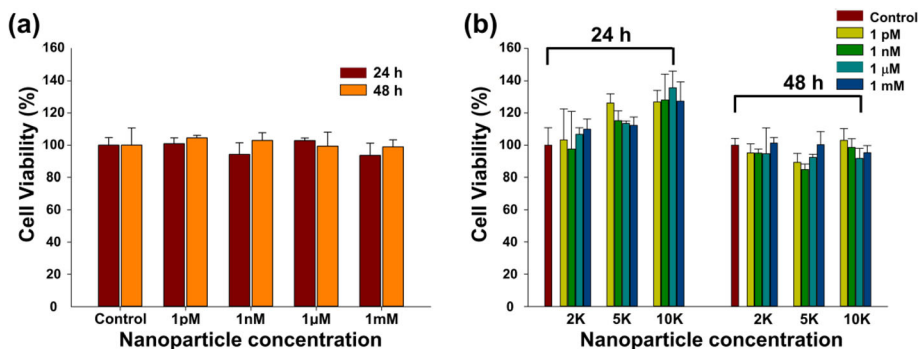 (a)
160
140
120
100
80
60
40
20
0
Cell Viability (%)
24 h
48 h
Control 1pM 1nM 1μM 1mM
Nanoparticle concentration
(b)
160
140
120
100
80
60
40
20
0
Cell Viability (%)
24 h
48 h
Control
1 pM
1 nM
1 μM
1 mM
2K 5K 10K 2K 5K 10K
Nanoparticle concentration